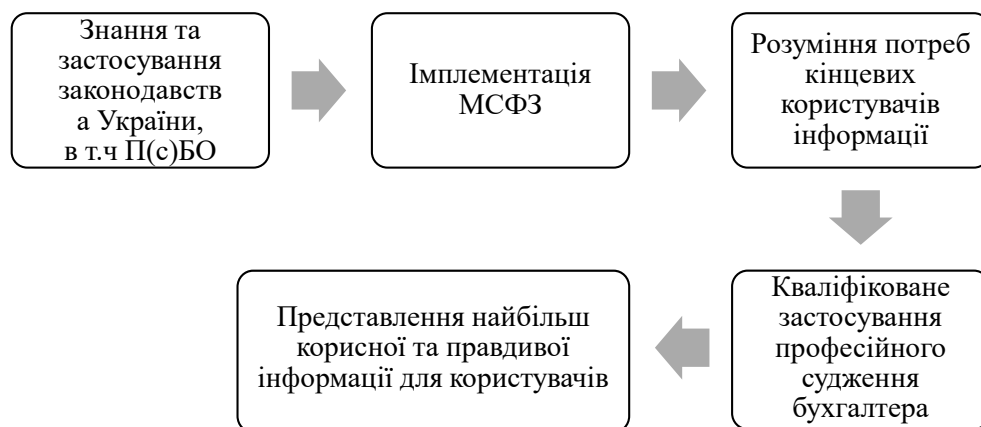 Знання та
застосування
законодавств
а України,
в т.ч П(с)БО
Імплементація
МСФЗ
Розуміння потреб
кінцевих
користувачів
інформації
Кваліфіковане
застосування
професійного
судження
бухгалтера
Представлення найбільш
корисної та правдивої
інформації для користувачів